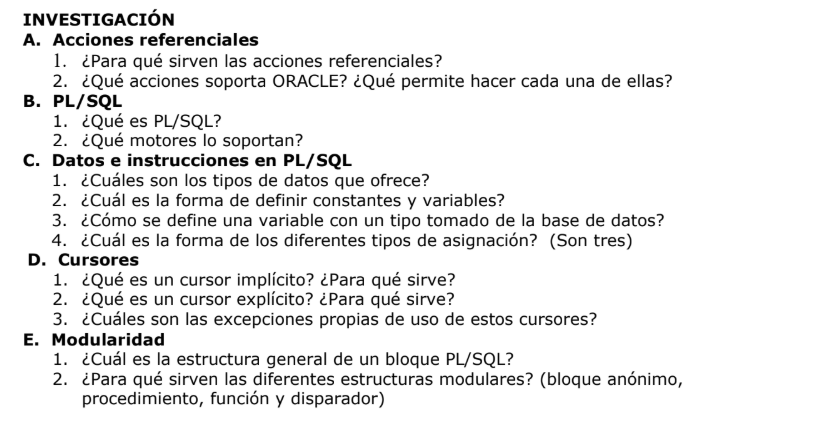 INVESTIGACIÓN
A. Acciones referenciales
1. ¿Para qué sirven las acciones referenciales?
2. ¿Qué acciones soporta ORACLE? ¿Qué permite hacer cada una de ellas?
B. PL/SQL
1. ¿Qué es PL/SQL?
2. ¿Qué motores lo soportan?
C. Datos e instrucciones en PL/SQL
1. ¿Cuáles son los tipos de datos que ofrece?
2. ¿Cuál es la forma de definir constantes y variables?
3. ¿Cómo se define una variable con un tipo tomado de la base de datos?
4. ¿Cuál es la forma de los diferentes tipos de asignación? (Son tres)
D. Cursores
1. ¿Qué es un cursor implícito? ¿Para qué sirve?
2. ¿Qué es un cursor explícito? ¿Para qué sirve?
3. ¿Cuáles son las excepciones propias de uso de estos cursores?
E. Modularidad
1. ¿Cuál es la estructura general de un bloque PL/SQL?
2. ¿Para qué sirven las diferentes estructuras modulares? (bloque anónimo,
procedimiento, función y disparador)